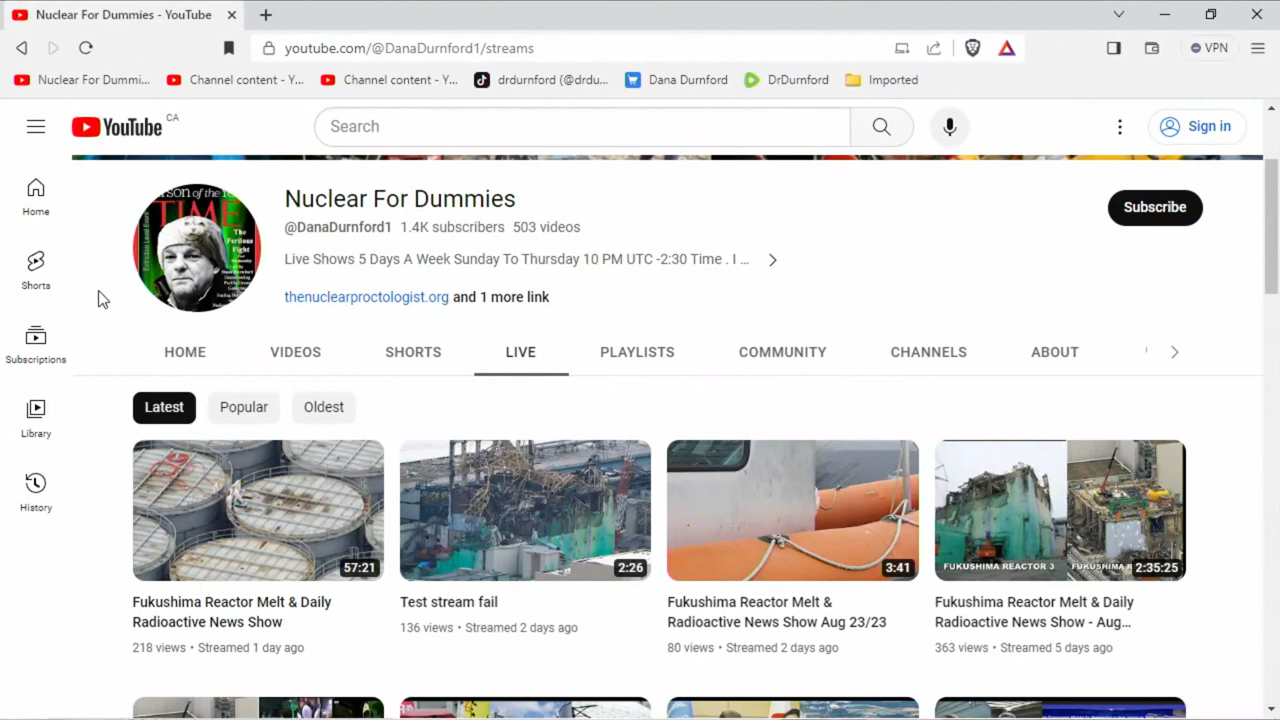 Nuclear For Dummies - YouTube
youtube.com/@DanaDurnford1/streams
VPN
Nuclear For Dummi...
Channel content - Y...
Channel content - Y...
drdurnford (@drdu...
Dana Durnford
DrDurnford
Imported
YouTube CA
Search
Sign in
Home
Shorts
Subscriptions
Library
History
TIME
The
Perilous
Fight
Nuclear For Dummies
@DanaDurnford1 1.4K subscribers 503 videos
Live Shows 5 Days A Week Sunday To Thursday 10 PM UTC -2:30 Time . I ...
thenuclearproctologist.org and 1 more link
Subscribe
HOME
VIDEOS
SHORTS
LIVE
PLAYLISTS
COMMUNITY
CHANNELS
ABOUT
Latest
Popular
Oldest
57:21
Fukushima Reactor Melt & Daily
Radioactive News Show
218 views • Streamed 1 day ago
2:26
Test stream fail
136 views • Streamed 2 days ago
3:41
Fukushima Reactor Melt &
Radioactive News Show Aug 23/23
80 views • Streamed 2 days ago
FUKUSHIMA REACTOR 3
FUKUSHIMA R
2:35:25
Fukushima Reactor Melt & Daily
Radioactive News Show - Aug...
363 views • Streamed 5 days ago